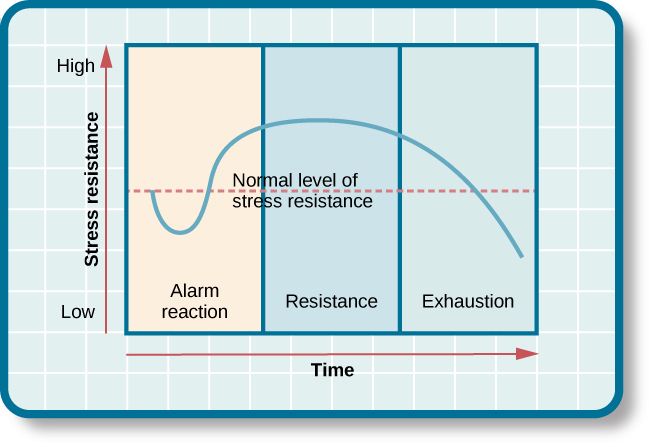 High
Stress resistance
Low
Normal level of
stress resistance
Alarm
reaction
Resistance
Exhaustion
Time